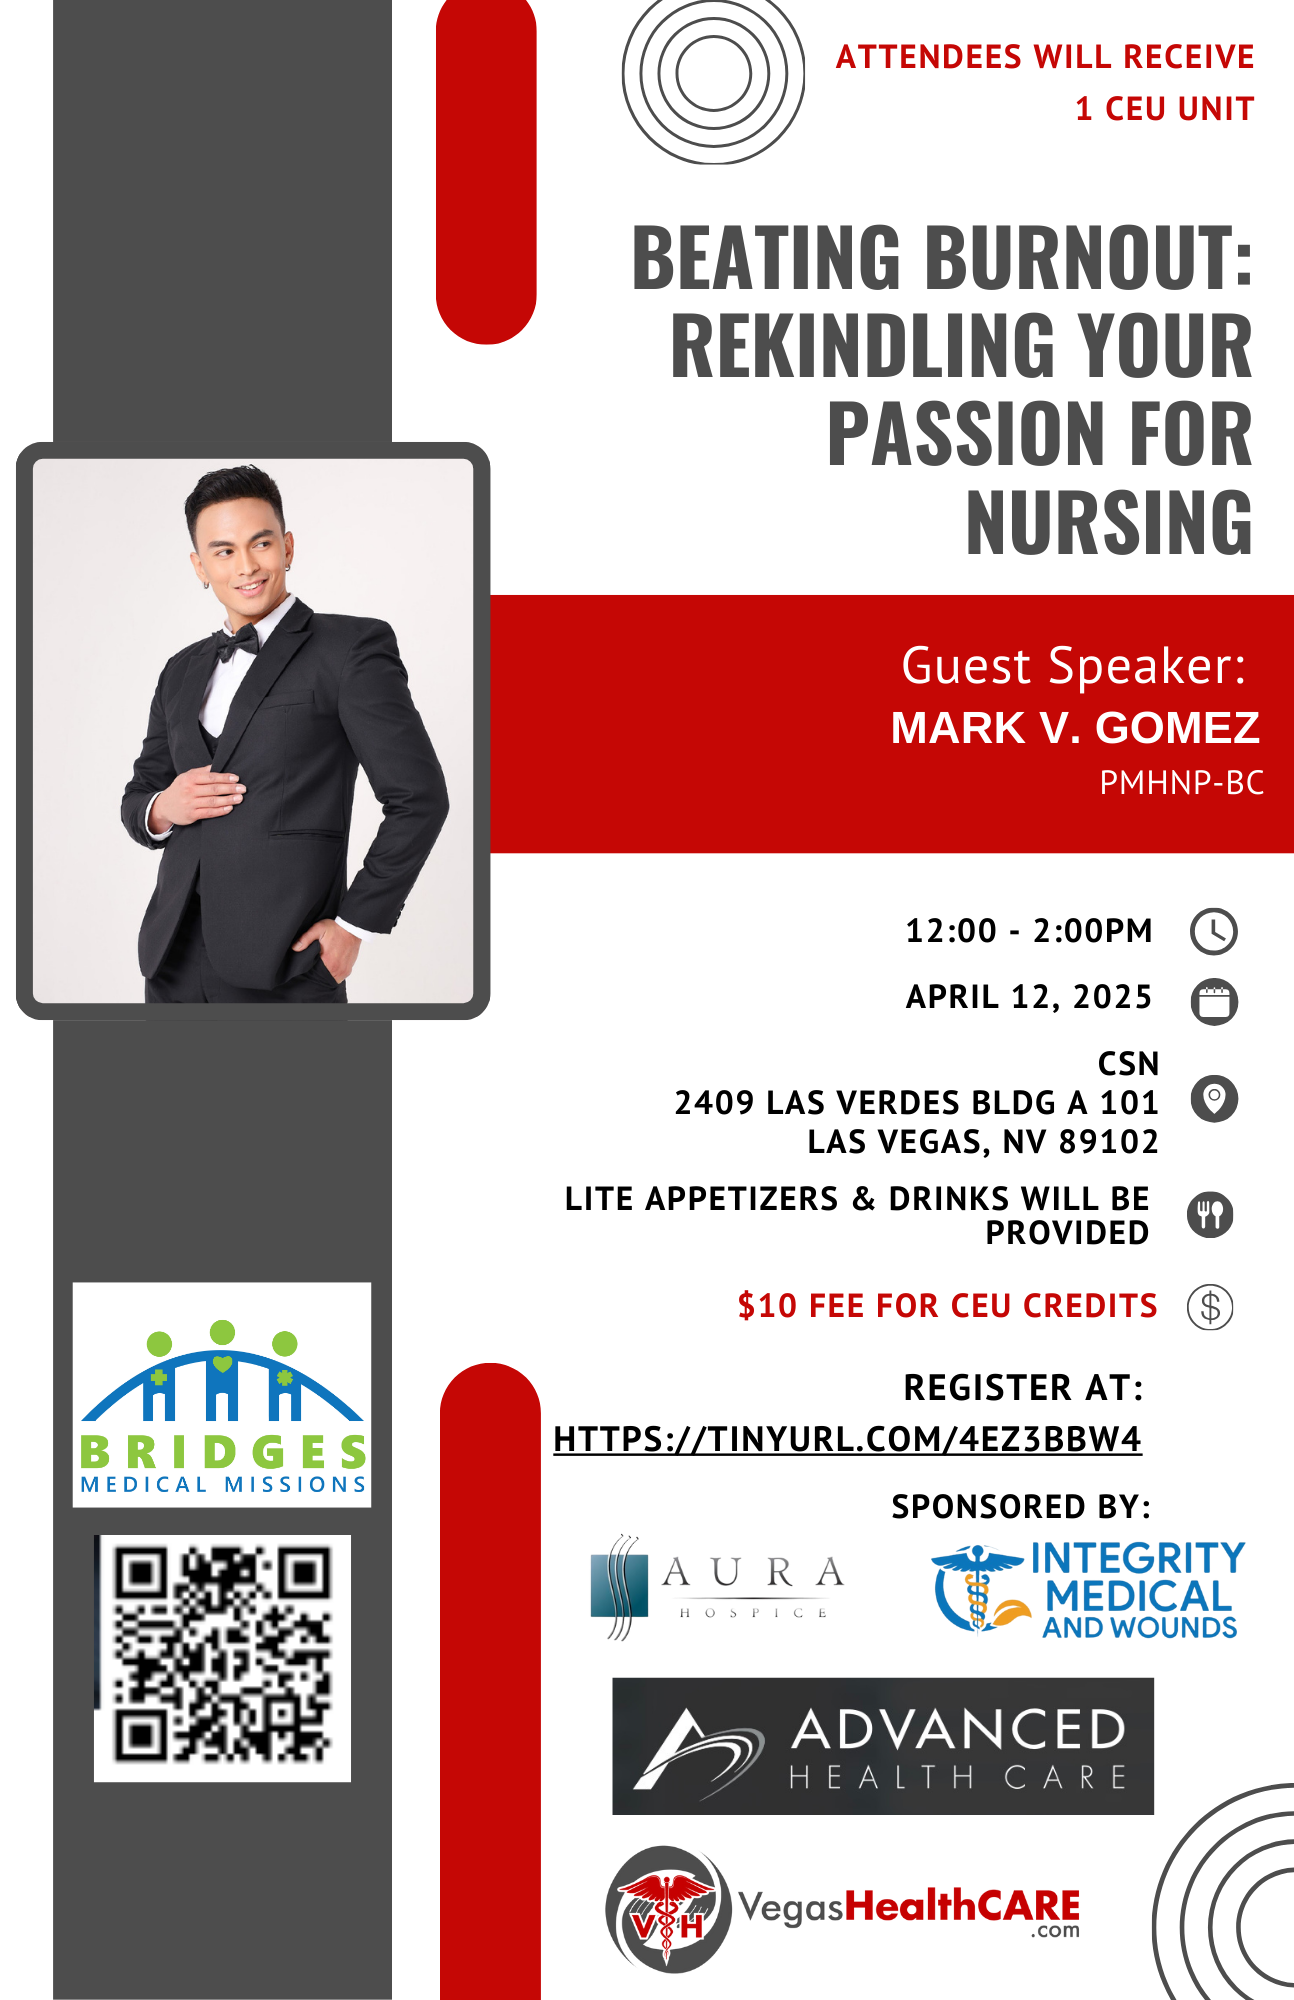 ATTENDEES WILL RECEIVE
1 CEU UNIT
BEATING BURNOUT:
REKINDLING YOUR
PASSION FOR
NURSING
Guest Speaker:
MARK V. GOMEZ
PMHNP-BC
12:00 - 2:00PM
APRIL 12, 2025
CSN
2409 LAS VERDES BLDG A 101
LAS VEGAS, NV 89102
LITE APPETIZERS & DRINKS WILL BE
PROVIDED
$10 FEE FOR CEU CREDITS
REGISTER AT:
HTTPS://TINYURL.COM/4EZ3BBW4
BRIDGES
MEDICAL MISSIONS
SPONSORED BY:
AURA
HOSPICE
INTEGRITY
MEDICAL
AND WOUNDS
ADVANCED
HEALTH CARE
VH
VegasHealthCARE
.com